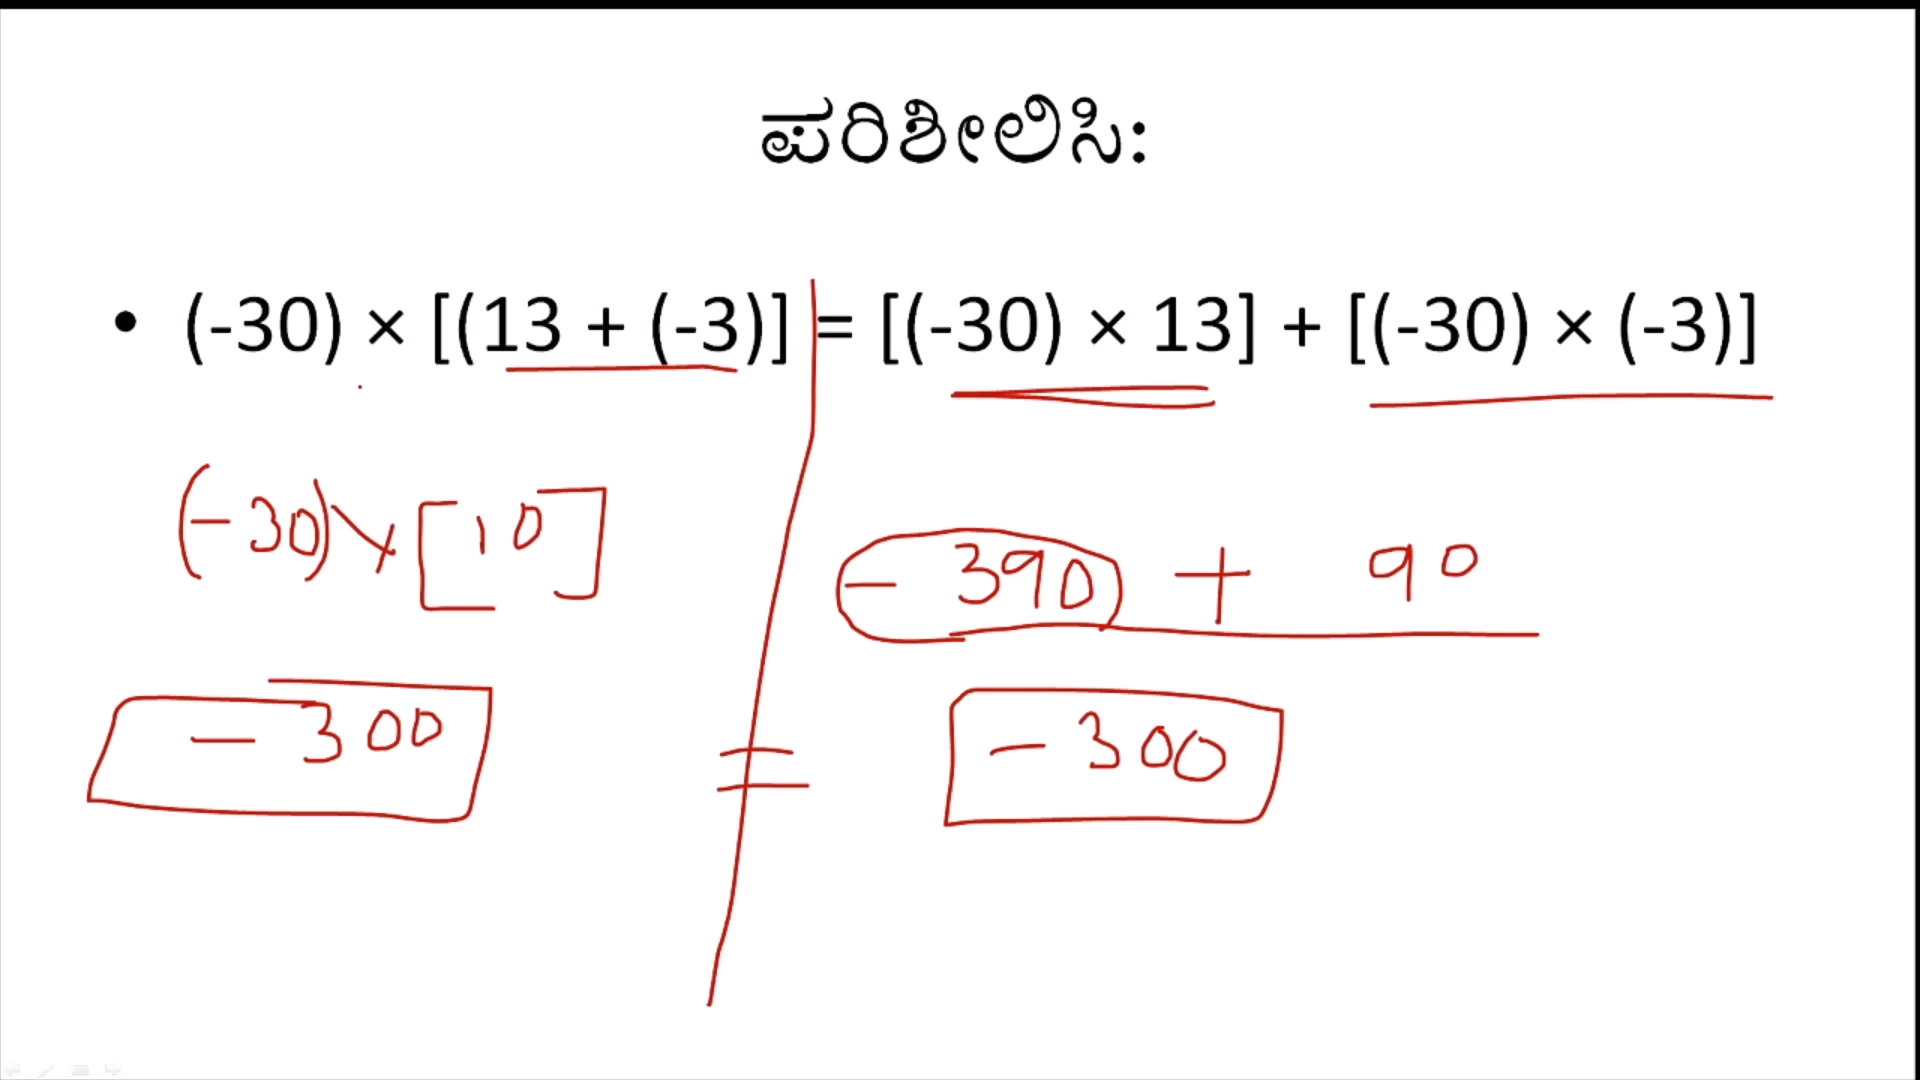 ಪರಿಶೀಲಿಸಿ:
• (-30) × [(13 + (-3)] = [(-30) × 13] + [(-30) × (-3)]
(-30) × [10]
- 390 + 90
- 300 = - 300